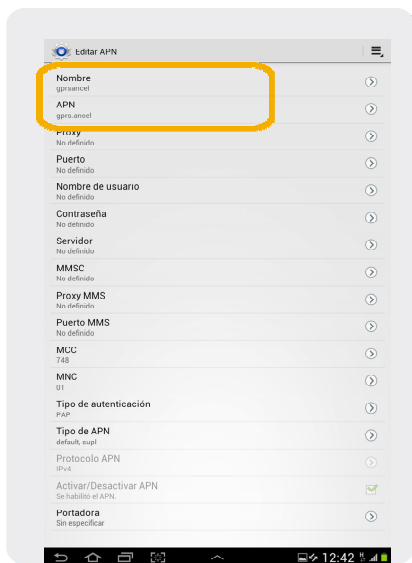 Editar APN
Nombre
gprsancel
APN
gprs.ancel
Proxy
No definido
Puerto
No definido
Nombre de usuario
No definido
Contraseña
No definido
Servidor
No definido
MMSC
No definido
Proxy MMS
No definido
Puerto MMS
No definido
MCC
748
MNC
01
Tipo de autenticación
PAP
Tipo de APN
default, supl
Protocolo APN
IPv4
Activar/Desactivar APN
Se habilitó el APN.
Portadora
Sin especificar
12:42